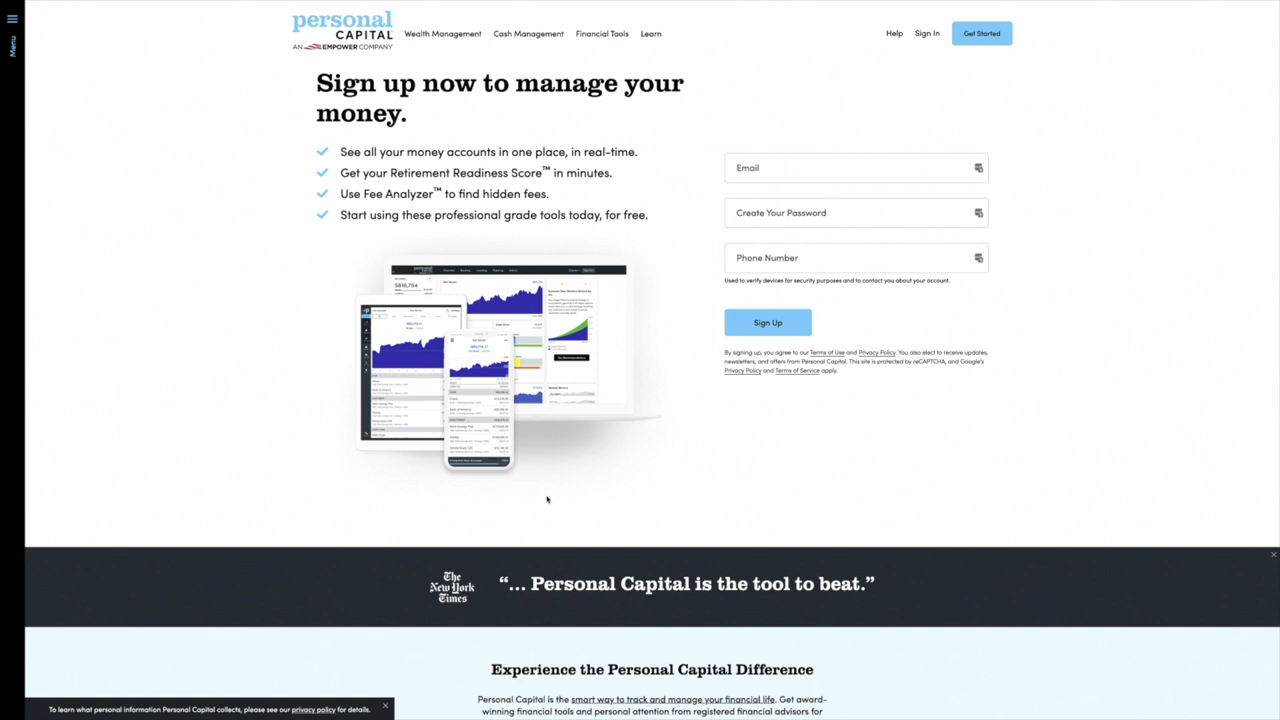 Menu
personal
CAPITAL
AN EMPOWER COMPANY
Wealth Management
Cash Management
Financial Tools
Learn
Help
Sign In
Get Started
Sign up now to manage your
money.
See all your money accounts in one place, in real-time.
Get your Retirement Readiness Score™ in minutes.
Use Fee Analyzer™ to find hidden fees.
Start using these professional grade tools today, for free.
Email
Create Your Password
Phone Number
Used to verify devices for security purposes and to contact you about your account.
Sign Up
By signing up, you agree to our Terms of Use and Privacy Policy. You also elect to receive updates,
newsletters, and offers from Personal Capital. This site is protected by reCAPTCHA, and Google's
Privacy Policy and Terms of Service apply.
The
New York
Times
“... Personal Capital is the tool to beat.”
Experience the Personal Capital Difference
Personal Capital is the smart way to track and manage your financial life. Get award-
winning financial tools and personal attention from registered financial advisors for
To learn what personal information Personal Capital collects, please see our privacy policy for details.